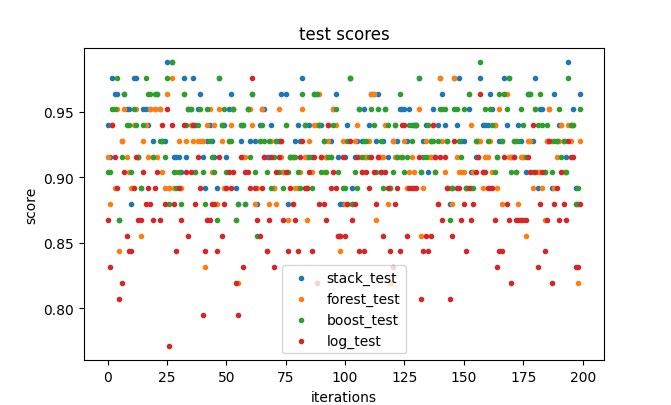 test scores
score
0.95
0.90
0.85
0.80
stack_test
forest_test
boost_test
log_test
0
25
50
75
100
125
150
175
200
iterations